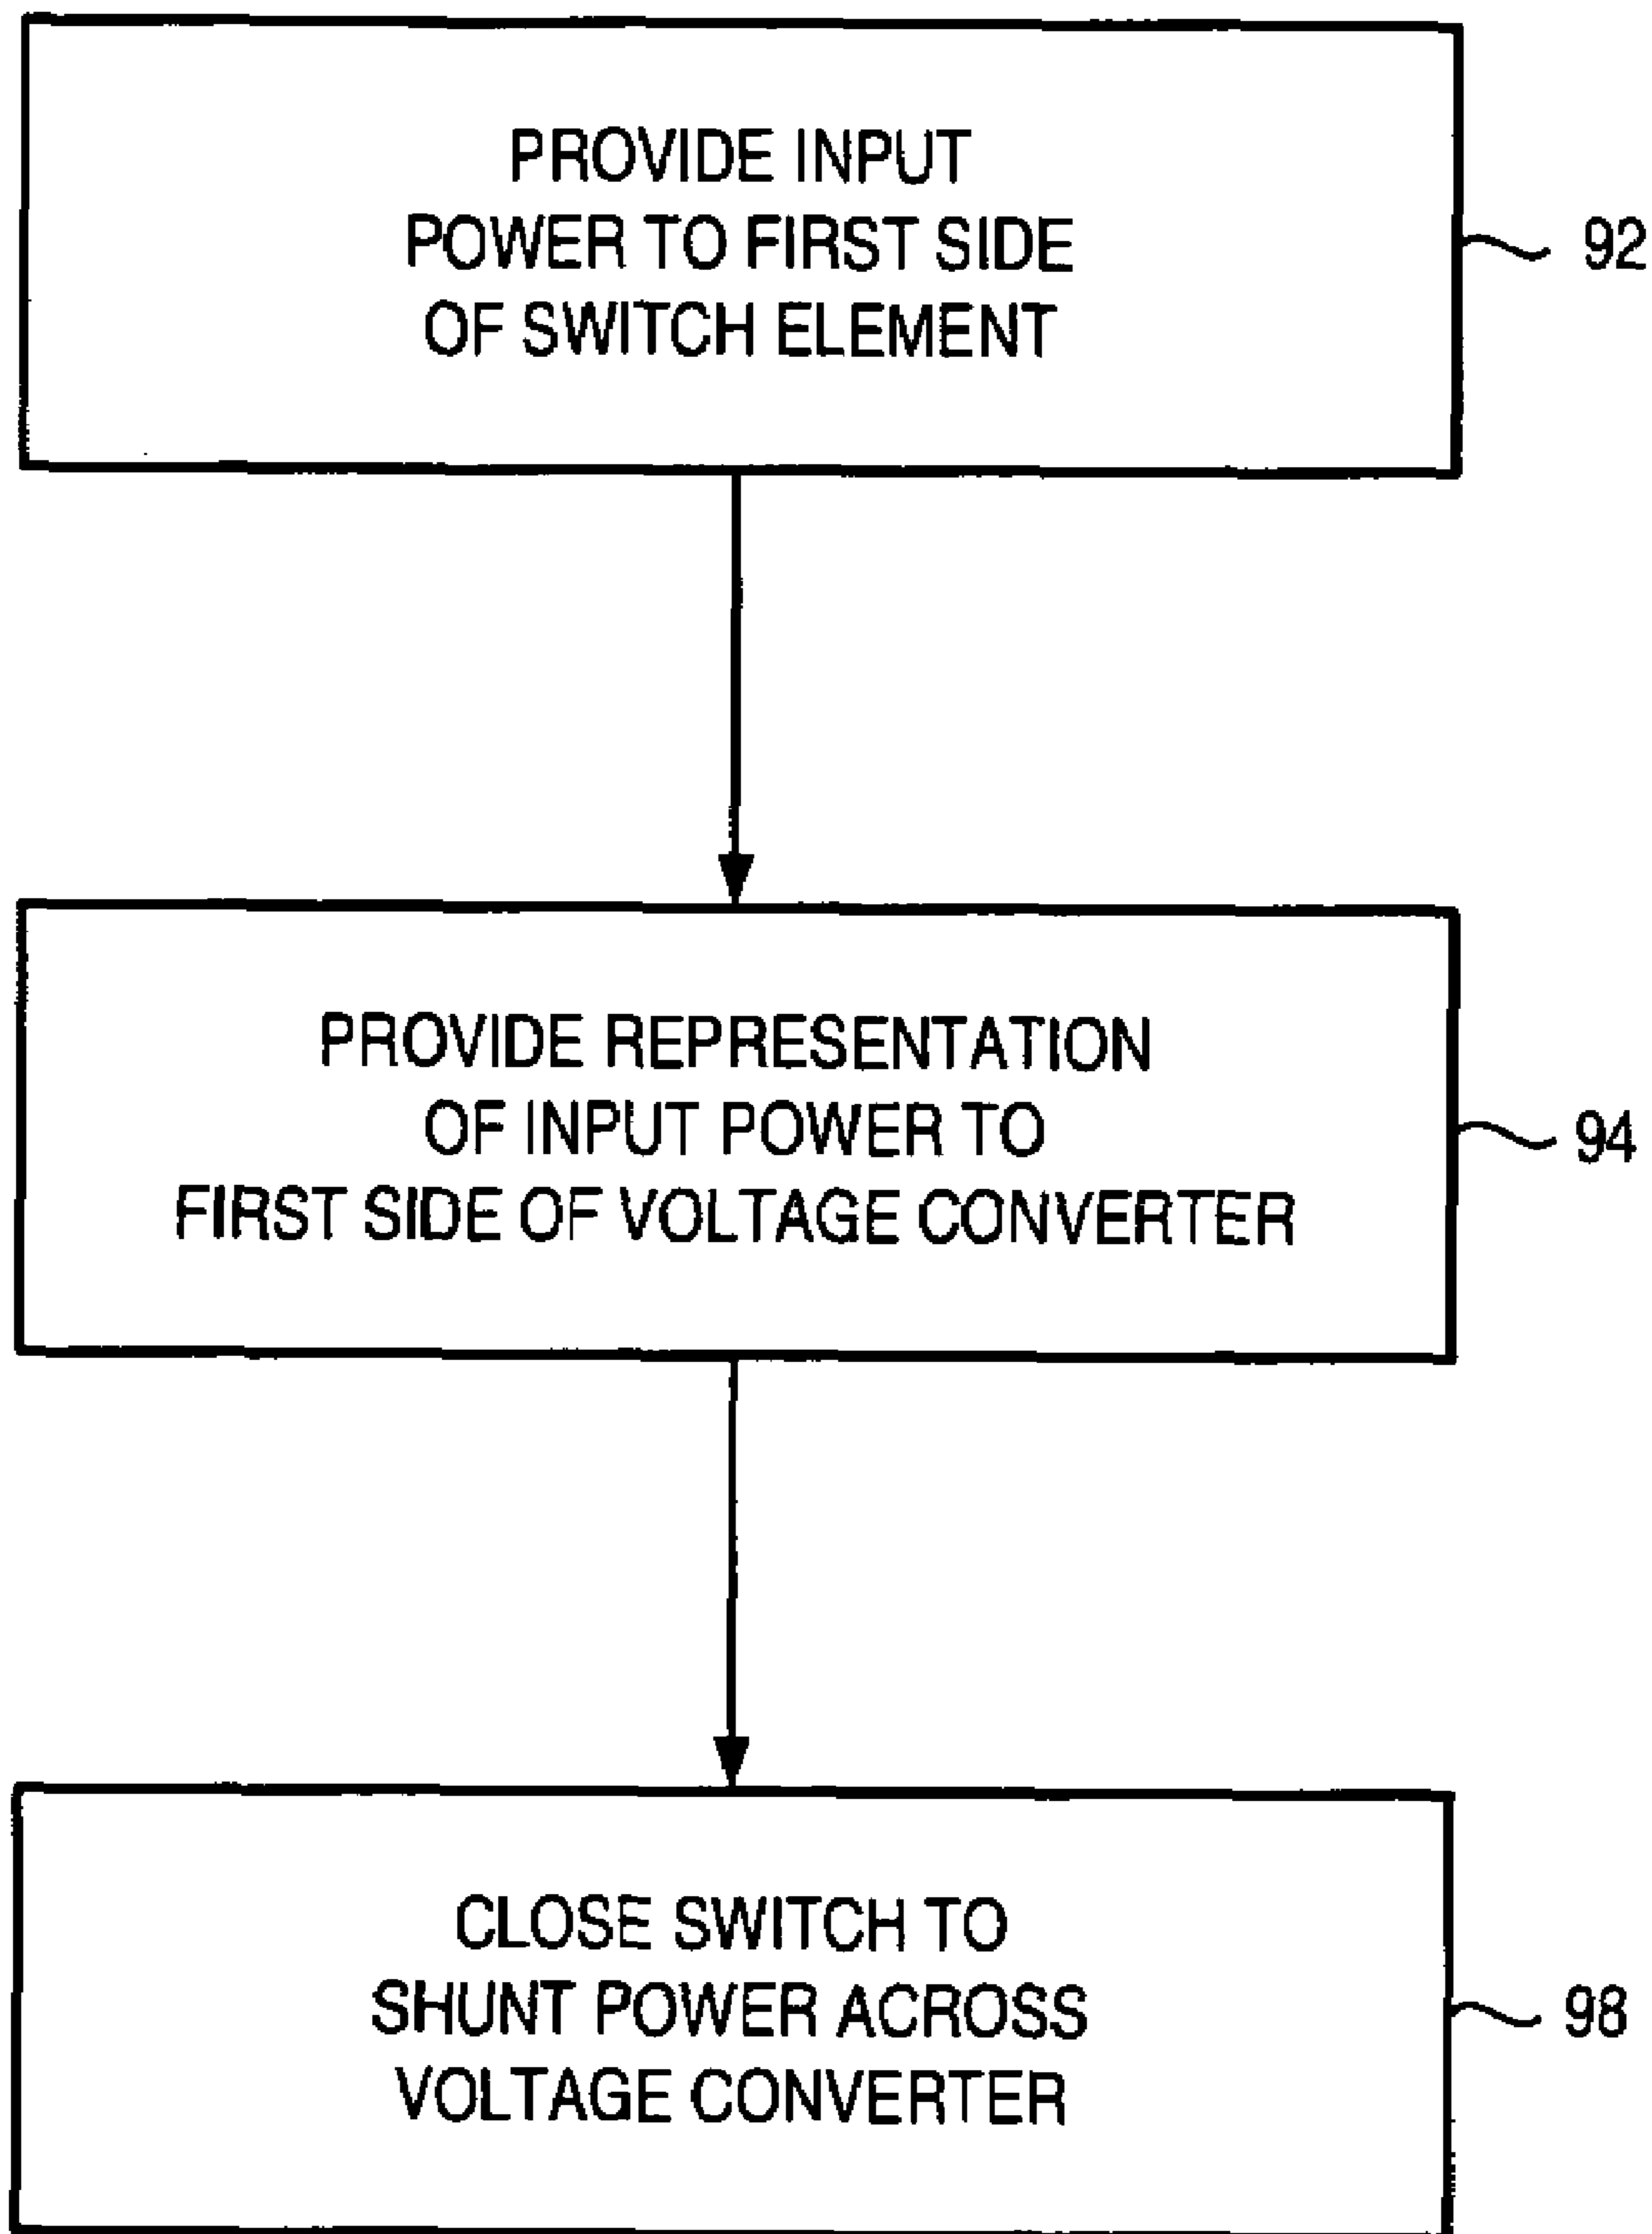 PROVIDE INPUT
POWER TO FIRST SIDE
OF SWITCH ELEMENT
92
PROVIDE REPRESENTATION
OF INPUT POWER TO
FIRST SIDE OF VOLTAGE CONVERTER
94
CLOSE SWITCH TO
SHUNT POWER ACROSS
VOLTAGE CONVERTER
98